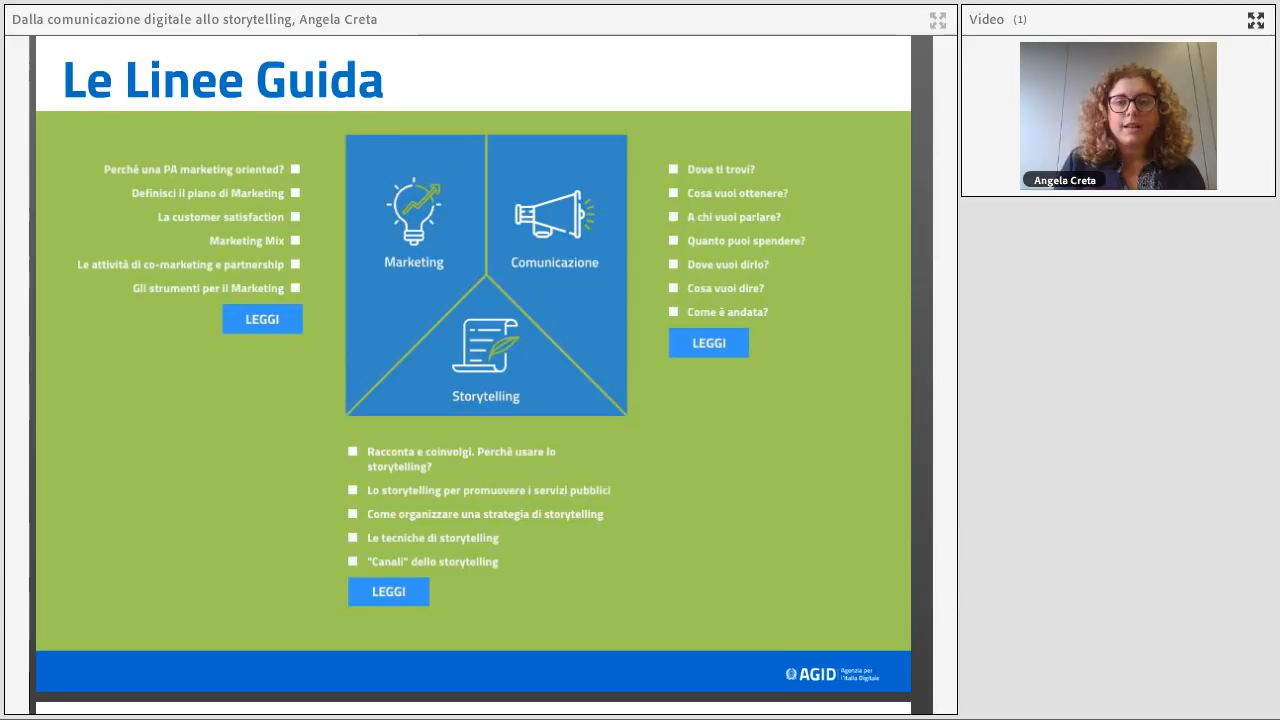 Dalla comunicazione digitale allo storytelling, Angela Creta
Video (1)
Angela Creta
Le Linee Guida
Perchè una PA marketing oriented?
Definisci il piano di Marketing
La customer satisfaction
Marketing Mix
Le attività di co-marketing e partnership
Gli strumenti per il Marketing
LEGGI
Marketing
Comunicazione
Storytelling
Dove ti trovi?
Cosa vuoi ottenere?
A chi vuoi parlare?
Quanto puoi spendere?
Dove vuoi dirlo?
Cosa vuoi dire?
Come è andata?
LEGGI
Racconta e coinvolgi. Perchè usare lo
storytelling?
Lo storytelling per promuovere i servizi pubblici
Come organizzare una strategia di storytelling
Le tecniche di storytelling
"Canali" dello storytelling
LEGGI
AGID
Agenzia per
l'Italia Digitale